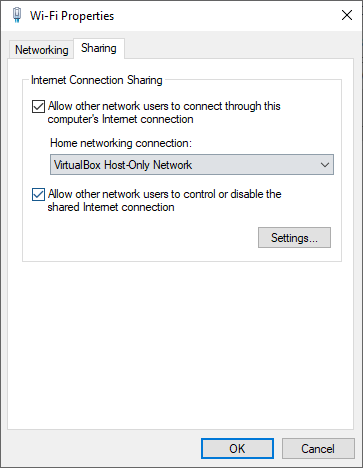 Wi-Fi Properties
Networking
Sharing
Internet Connection Sharing
Allow other network users to connect through this
computer's Internet connection
Home networking connection:
VirtualBox Host-Only Network
Allow other network users to control or disable the
shared Internet connection
Settings...
OK
Cancel